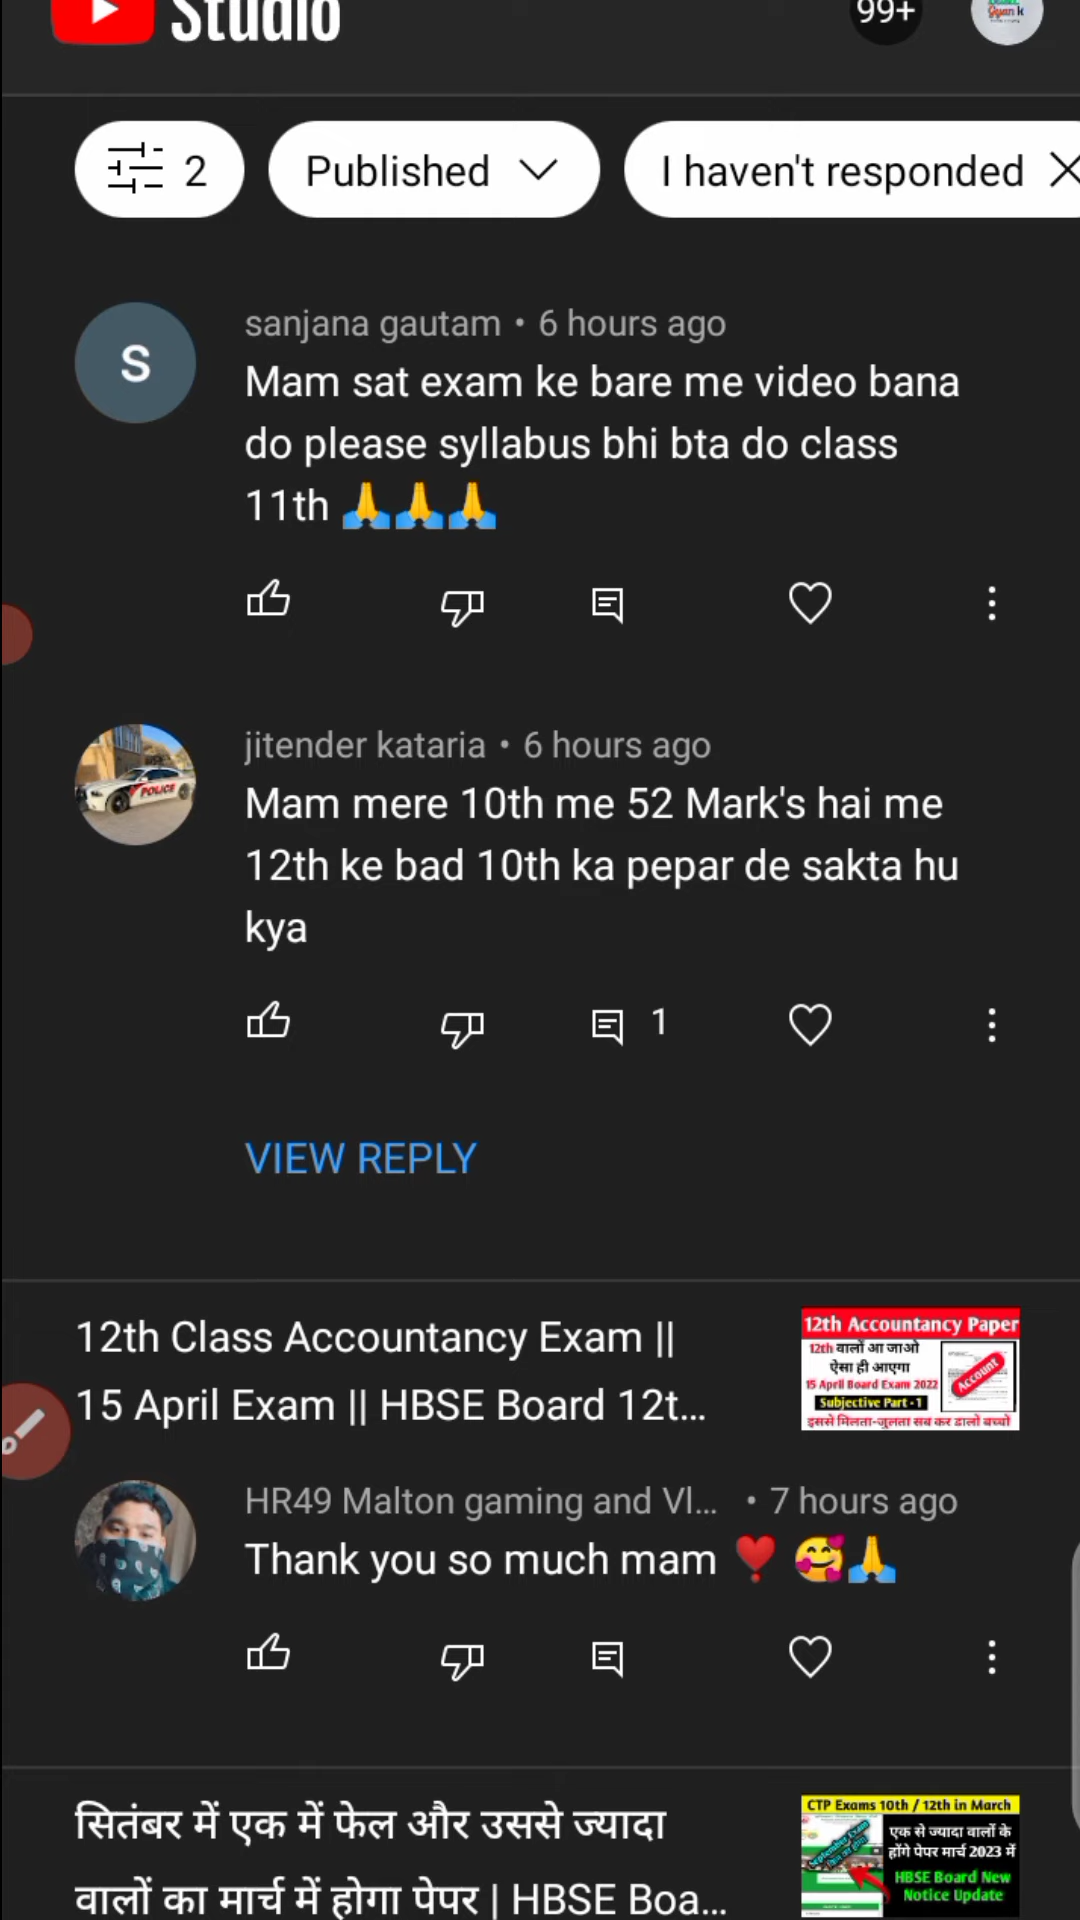 Studio
99+
Gyan k
2
Published
I haven't responded
S
sanjana gautam • 6 hours ago
Mam sat exam ke bare me video bana
do please syllabus bhi bta do class
11th 🙏🙏🙏
POLICE
jitender kataria • 6 hours ago
Mam mere 10th me 52 Mark's hai me
12th ke bad 10th ka pepar de sakta hu
kya
1
VIEW REPLY
12th Class Accountancy Exam ||
15 April Exam || HBSE Board 12t...
12th Accountancy Paper
12th वालों आ जाओ
ऐसा ही आएगा
15 April Board Exam 2022
Subjective Part - 1
Account
इससे मिलता-जुलता सब कर डालो बच्चो
HR49 Malton gaming and Vl... • 7 hours ago
Thank you so much mam ❣️ 🥰🙏
सितंबर में एक में फेल और उससे ज्यादा
वालों का मार्च में होगा पेपर | HBSE Boa...
CTP Exams 10th / 12th in March
September Exam
एक से ज्यादा वालों के
होंगे पेपर मार्च 2023 में
HBSE Board New
Notice Update